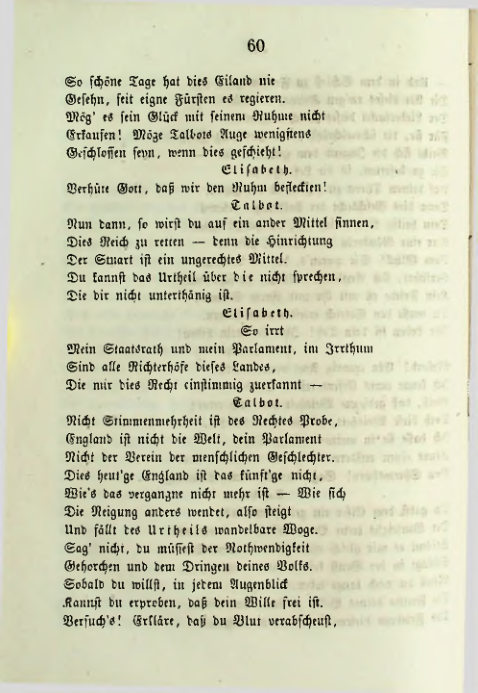 60
So schöne Tage hat dies Eiland nie
Gesehn, seit eigne Fürsten es regieren.
Mög' es sein Glück mit seinem Ruhme nicht
Erkaufen! Möge Talbots Auge wenigstens
Geschlossen seyn, wenn dies geschieht!
Elisabeth.
Verhüte Gott, daß wir den Ruhm beflecken!
Talbot.
Nun dann, so wirst du auf ein ander Mittel sinnen,
Dies Reich zu retten — denn die Hinrichtung
Der Stuart ist ein ungerechtes Mittel.
Du kannst das Urtheil über die nicht sprechen,
Die dir nicht unterthänig ist.
Elisabeth.
So irrt
Mein Staatsrath und mein Parlament, im Irrthum
Sind alle Richterhöfe dieses Landes,
Die mir dies Recht einstimmig zuerkannt —
Talbot.
Nicht Stimmenmehrheit ist des Rechtes Probe,
England ist nicht die Welt, dein Parlament
Nicht der Verein der menschlichen Geschlechter.
Dies heut'ge England ist das künft'ge nicht,
Wie's das vergangne nicht mehr ist — Wie sich
Die Neigung anders wendet, also steigt
Und fällt des Urtheils wandelbare Woge.
Sag' nicht, du müssest der Nothwendigkeit
Gehorchen und dem Dringen deines Volks.
Sobald du willst, in jedem Augenblick
Kannst du erproben, daß dein Wille frei ist.
Versuch's! Erkläre, daß du Blut verabscheust,